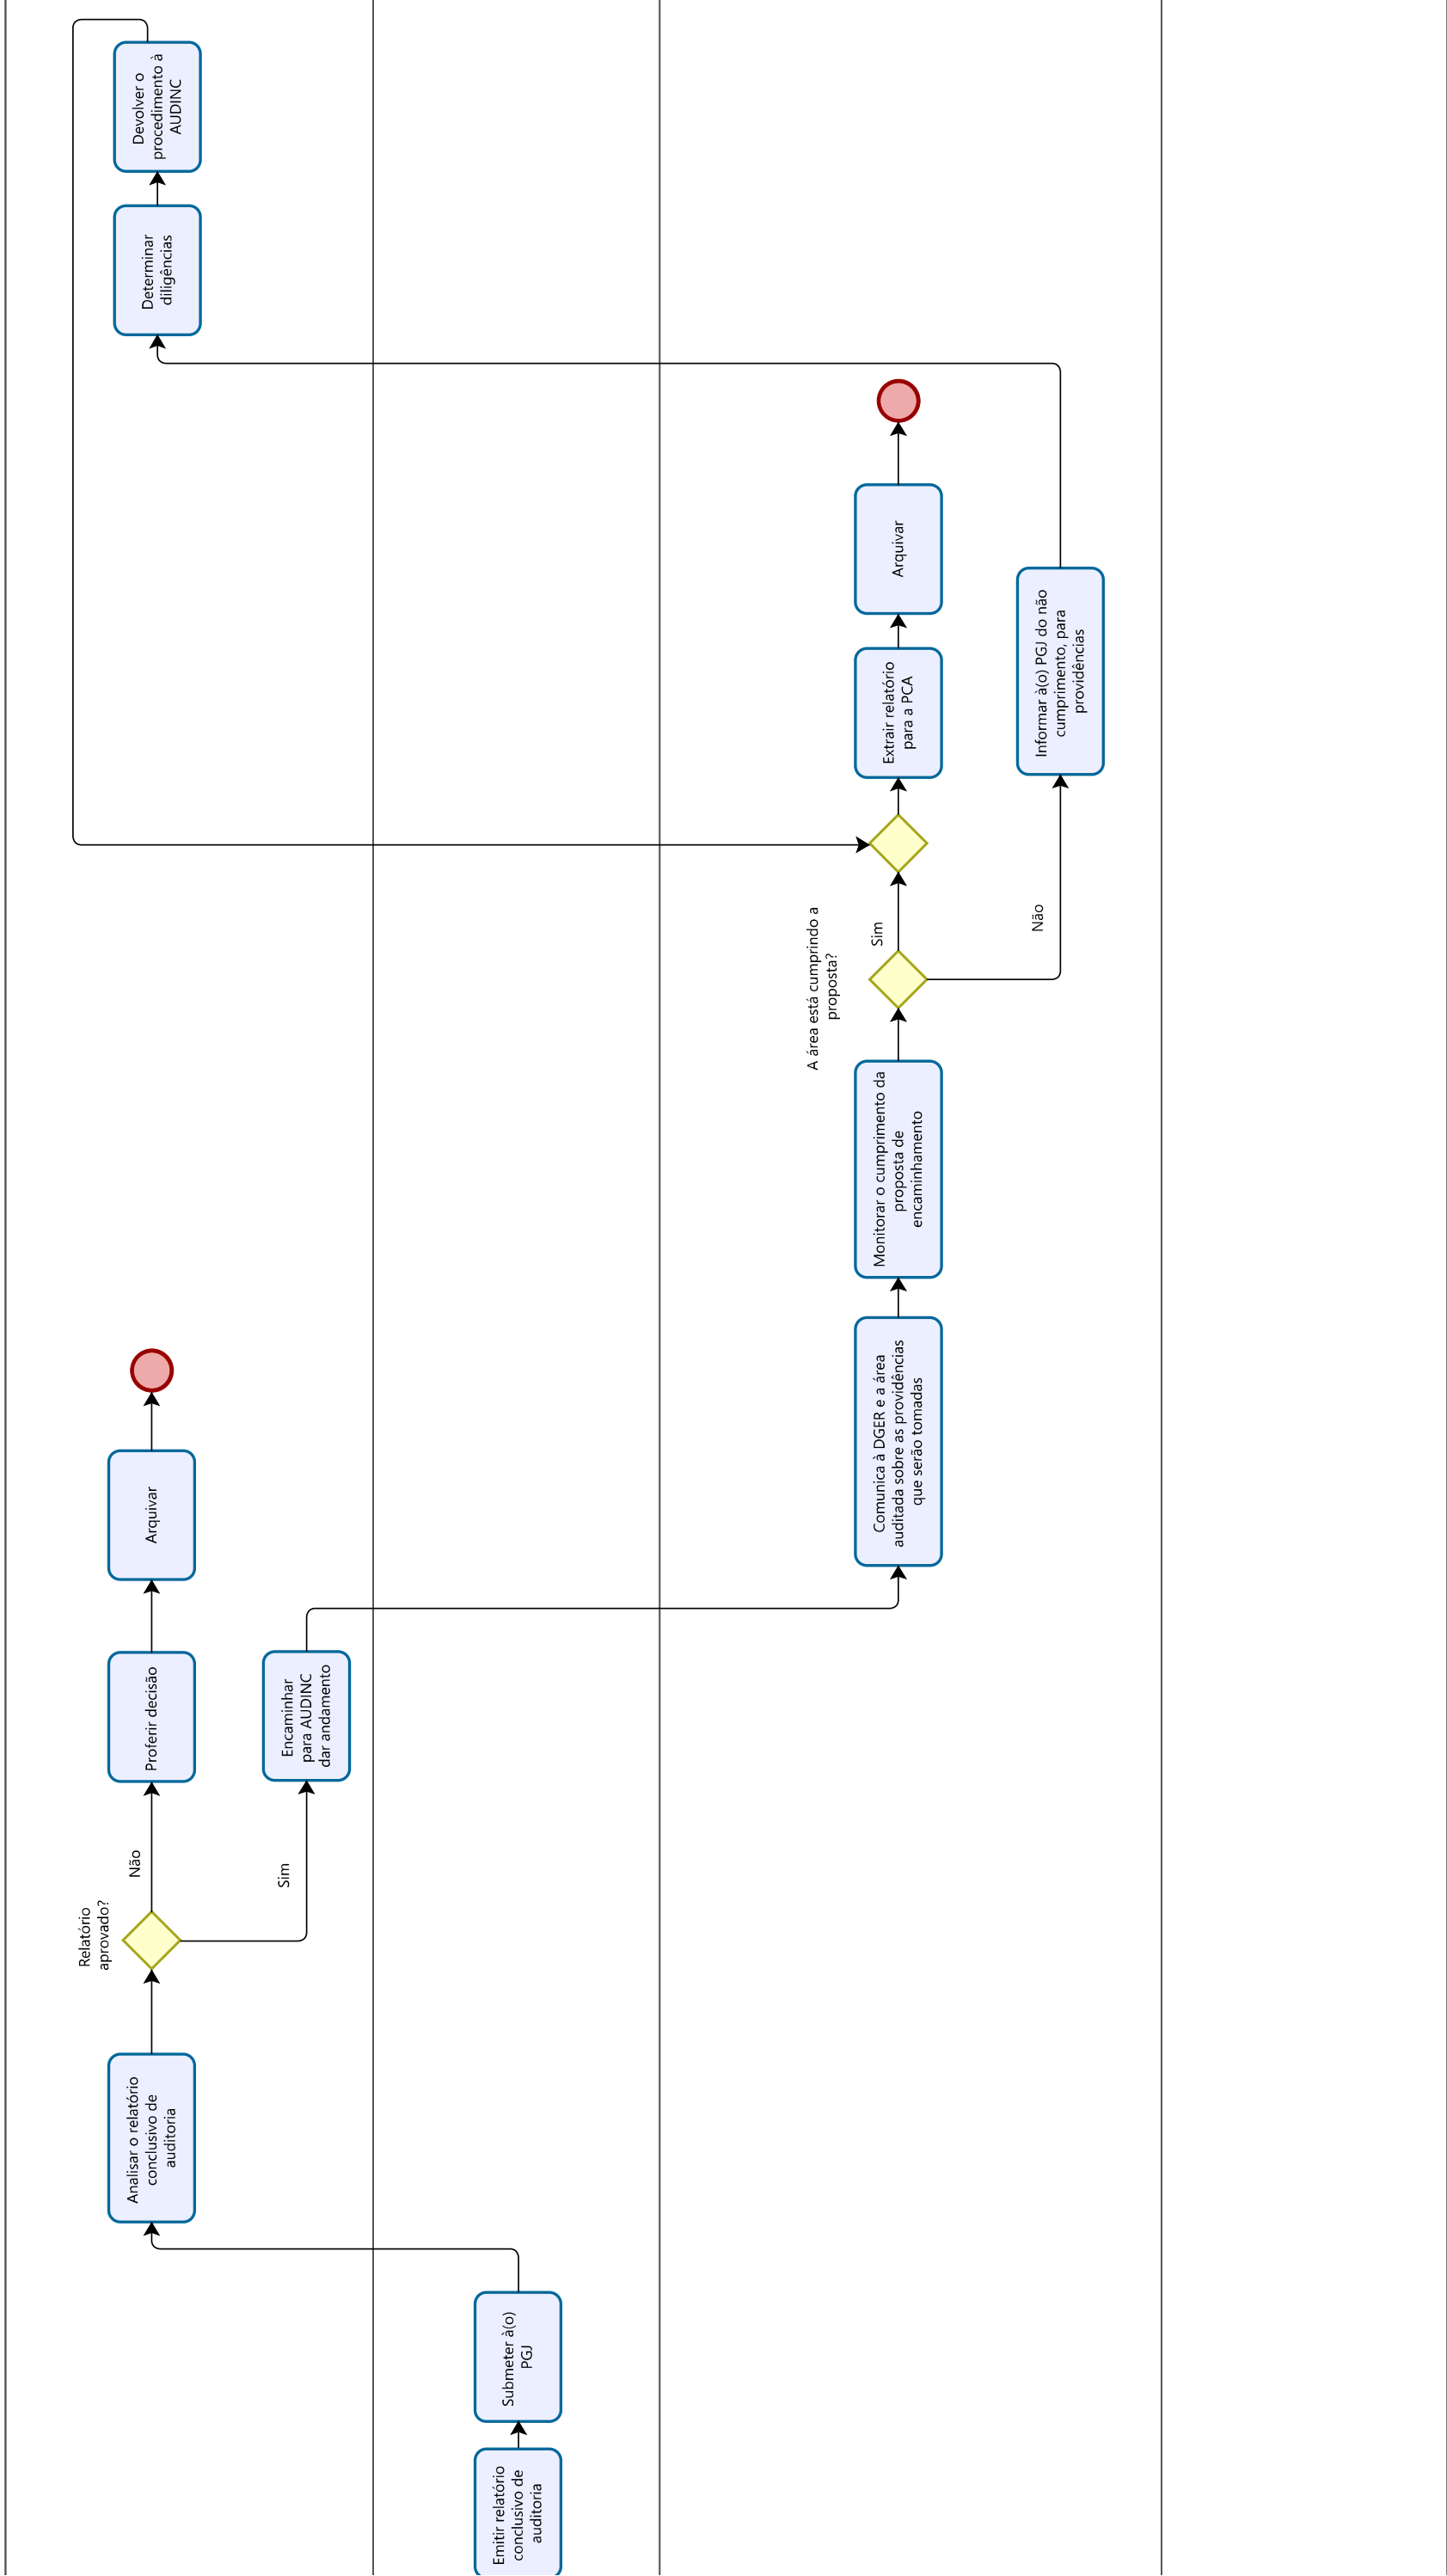 Emitir relatório
conclusivo de
auditoria
Submeter à(o)
PGJ
Analisar o relatório
conclusivo de
auditoria
Relatório
aprovado?
Não
Sim
Proferir decisão
Encaminhar
para AUDINC
dar andamento
Arquivar
Comunica à DGER e a área
auditada sobre as providências
que serão tomadas
Monitorar o cumprimento da
proposta de
encaminhamento
A área está cumprindo a
proposta?
Sim
Não
Extrair relatório
para a PCA
Arquivar
Informar à(o) PGJ do não
cumprimento, para
providências
Determinar
diligências
Devolver o
procedimento à
AUDINC